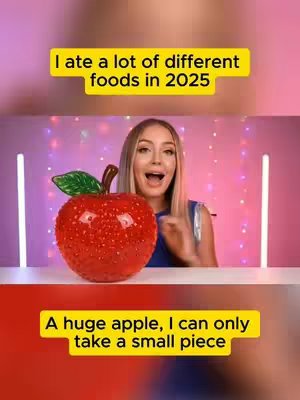 I ate a lot of different
foods in 2025
A huge apple, I can only
take a small piece